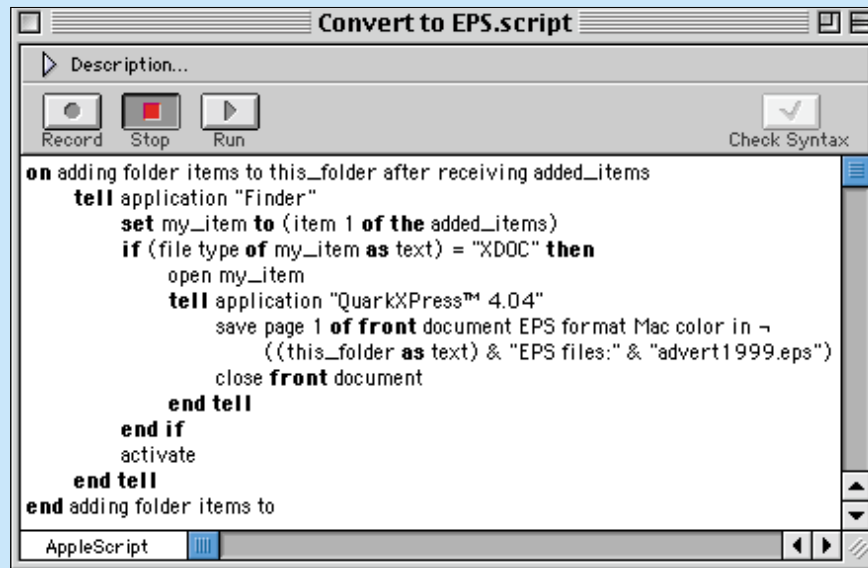 Convert to EPS.script
Description...
Record Stop Run Check Syntax
on adding folder items to this_folder after receiving added_items
tell application "Finder"
set my_item to (item 1 of the added_items)
if (file type of my_item as text) = "XDOC" then
open my_item
tell application "QuarkXPress™ 4.04"
save page 1 of front document EPS format Mac color in ¬
((this_folder as text) & "EPS files:" & "advert1999.eps")
close front document
end tell
end if
activate
end tell
end adding folder items to
AppleScript